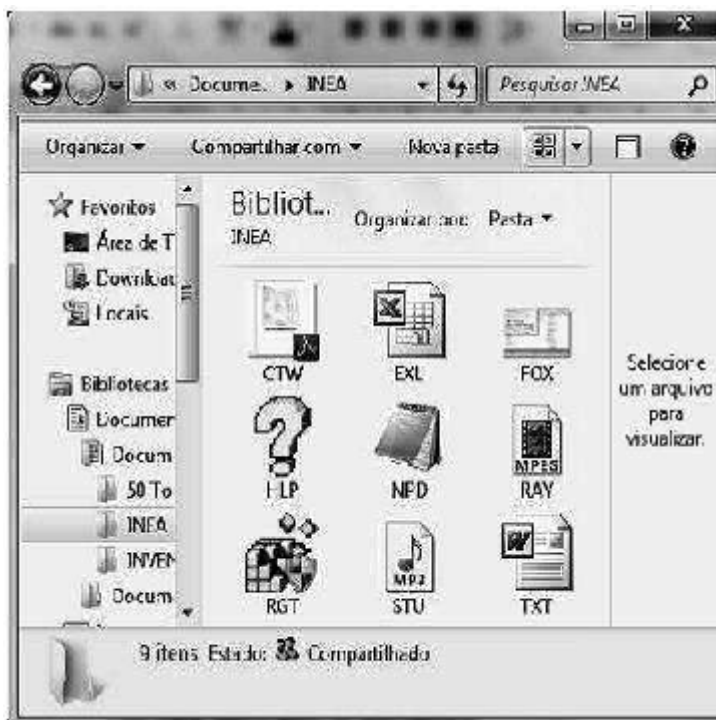 « Docume... ▸ INEA
Pesquisar INEA
Organizar
Compartilhar com
Nova pasta
Favoritos
Área de T
Downloa
Locais
Bibliotecas
Documen
Docum
50 To
INEA
INVEN
Docum
Bibliot...
INEA
Organizar por:
Pasta
CTW
EXL
FOX
HLP
NPD
RAY
MPEG
RGT
STU
MP3
TXT
Selecione
um arquivo
para
visualizar.
9 itens Estado: Compartilhado